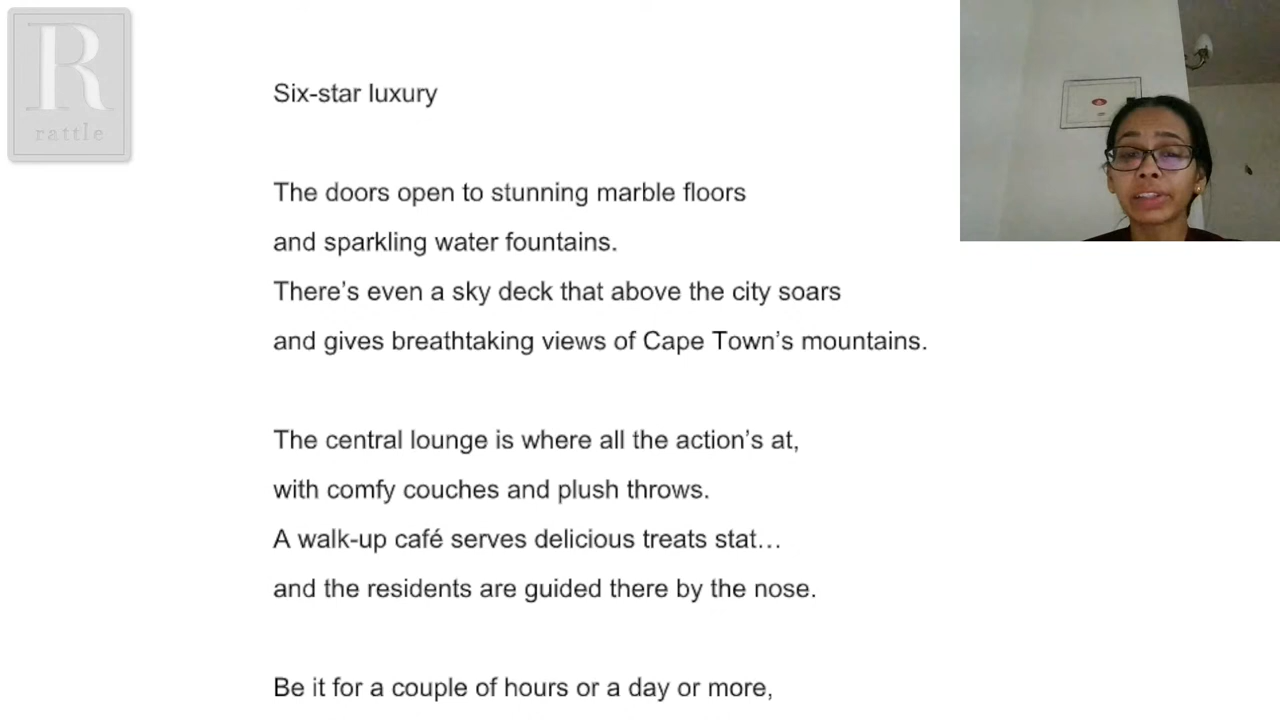 R
rattle
Six-star luxury
The doors open to stunning marble floors
and sparkling water fountains.
There’s even a sky deck that above the city soars
and gives breathtaking views of Cape Town’s mountains.
The central lounge is where all the action’s at,
with comfy couches and plush throws.
A walk-up café serves delicious treats stat…
and the residents are guided there by the nose.
Be it for a couple of hours or a day or more,